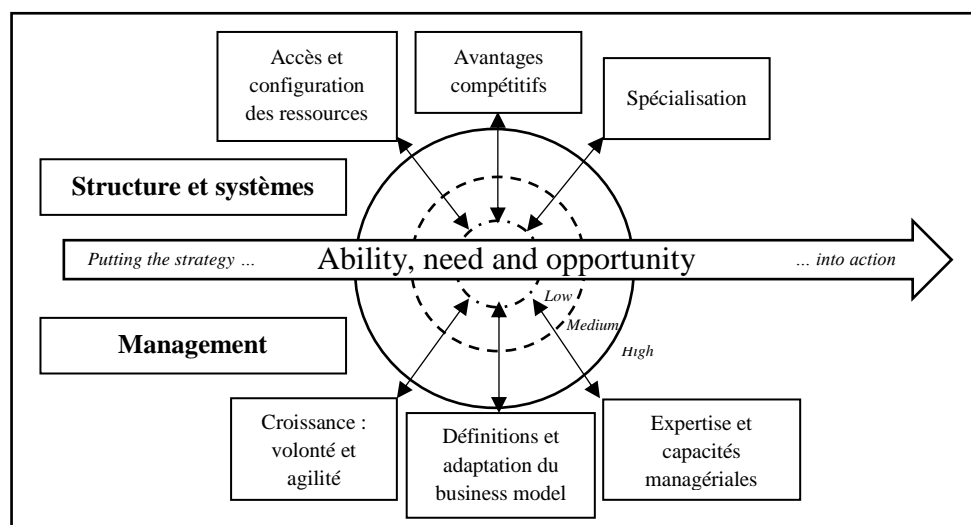 Accès et
configuration
des ressources
Avantages
compétitifs
Spécialisation
Structure et systèmes
Putting the strategy …
Ability, need and opportunity
… into action
Low
Medium
High
Management
Croissance :
volonté et
agilité
Définitions et
adaptation du
business model
Expertise et
capacités
managériales